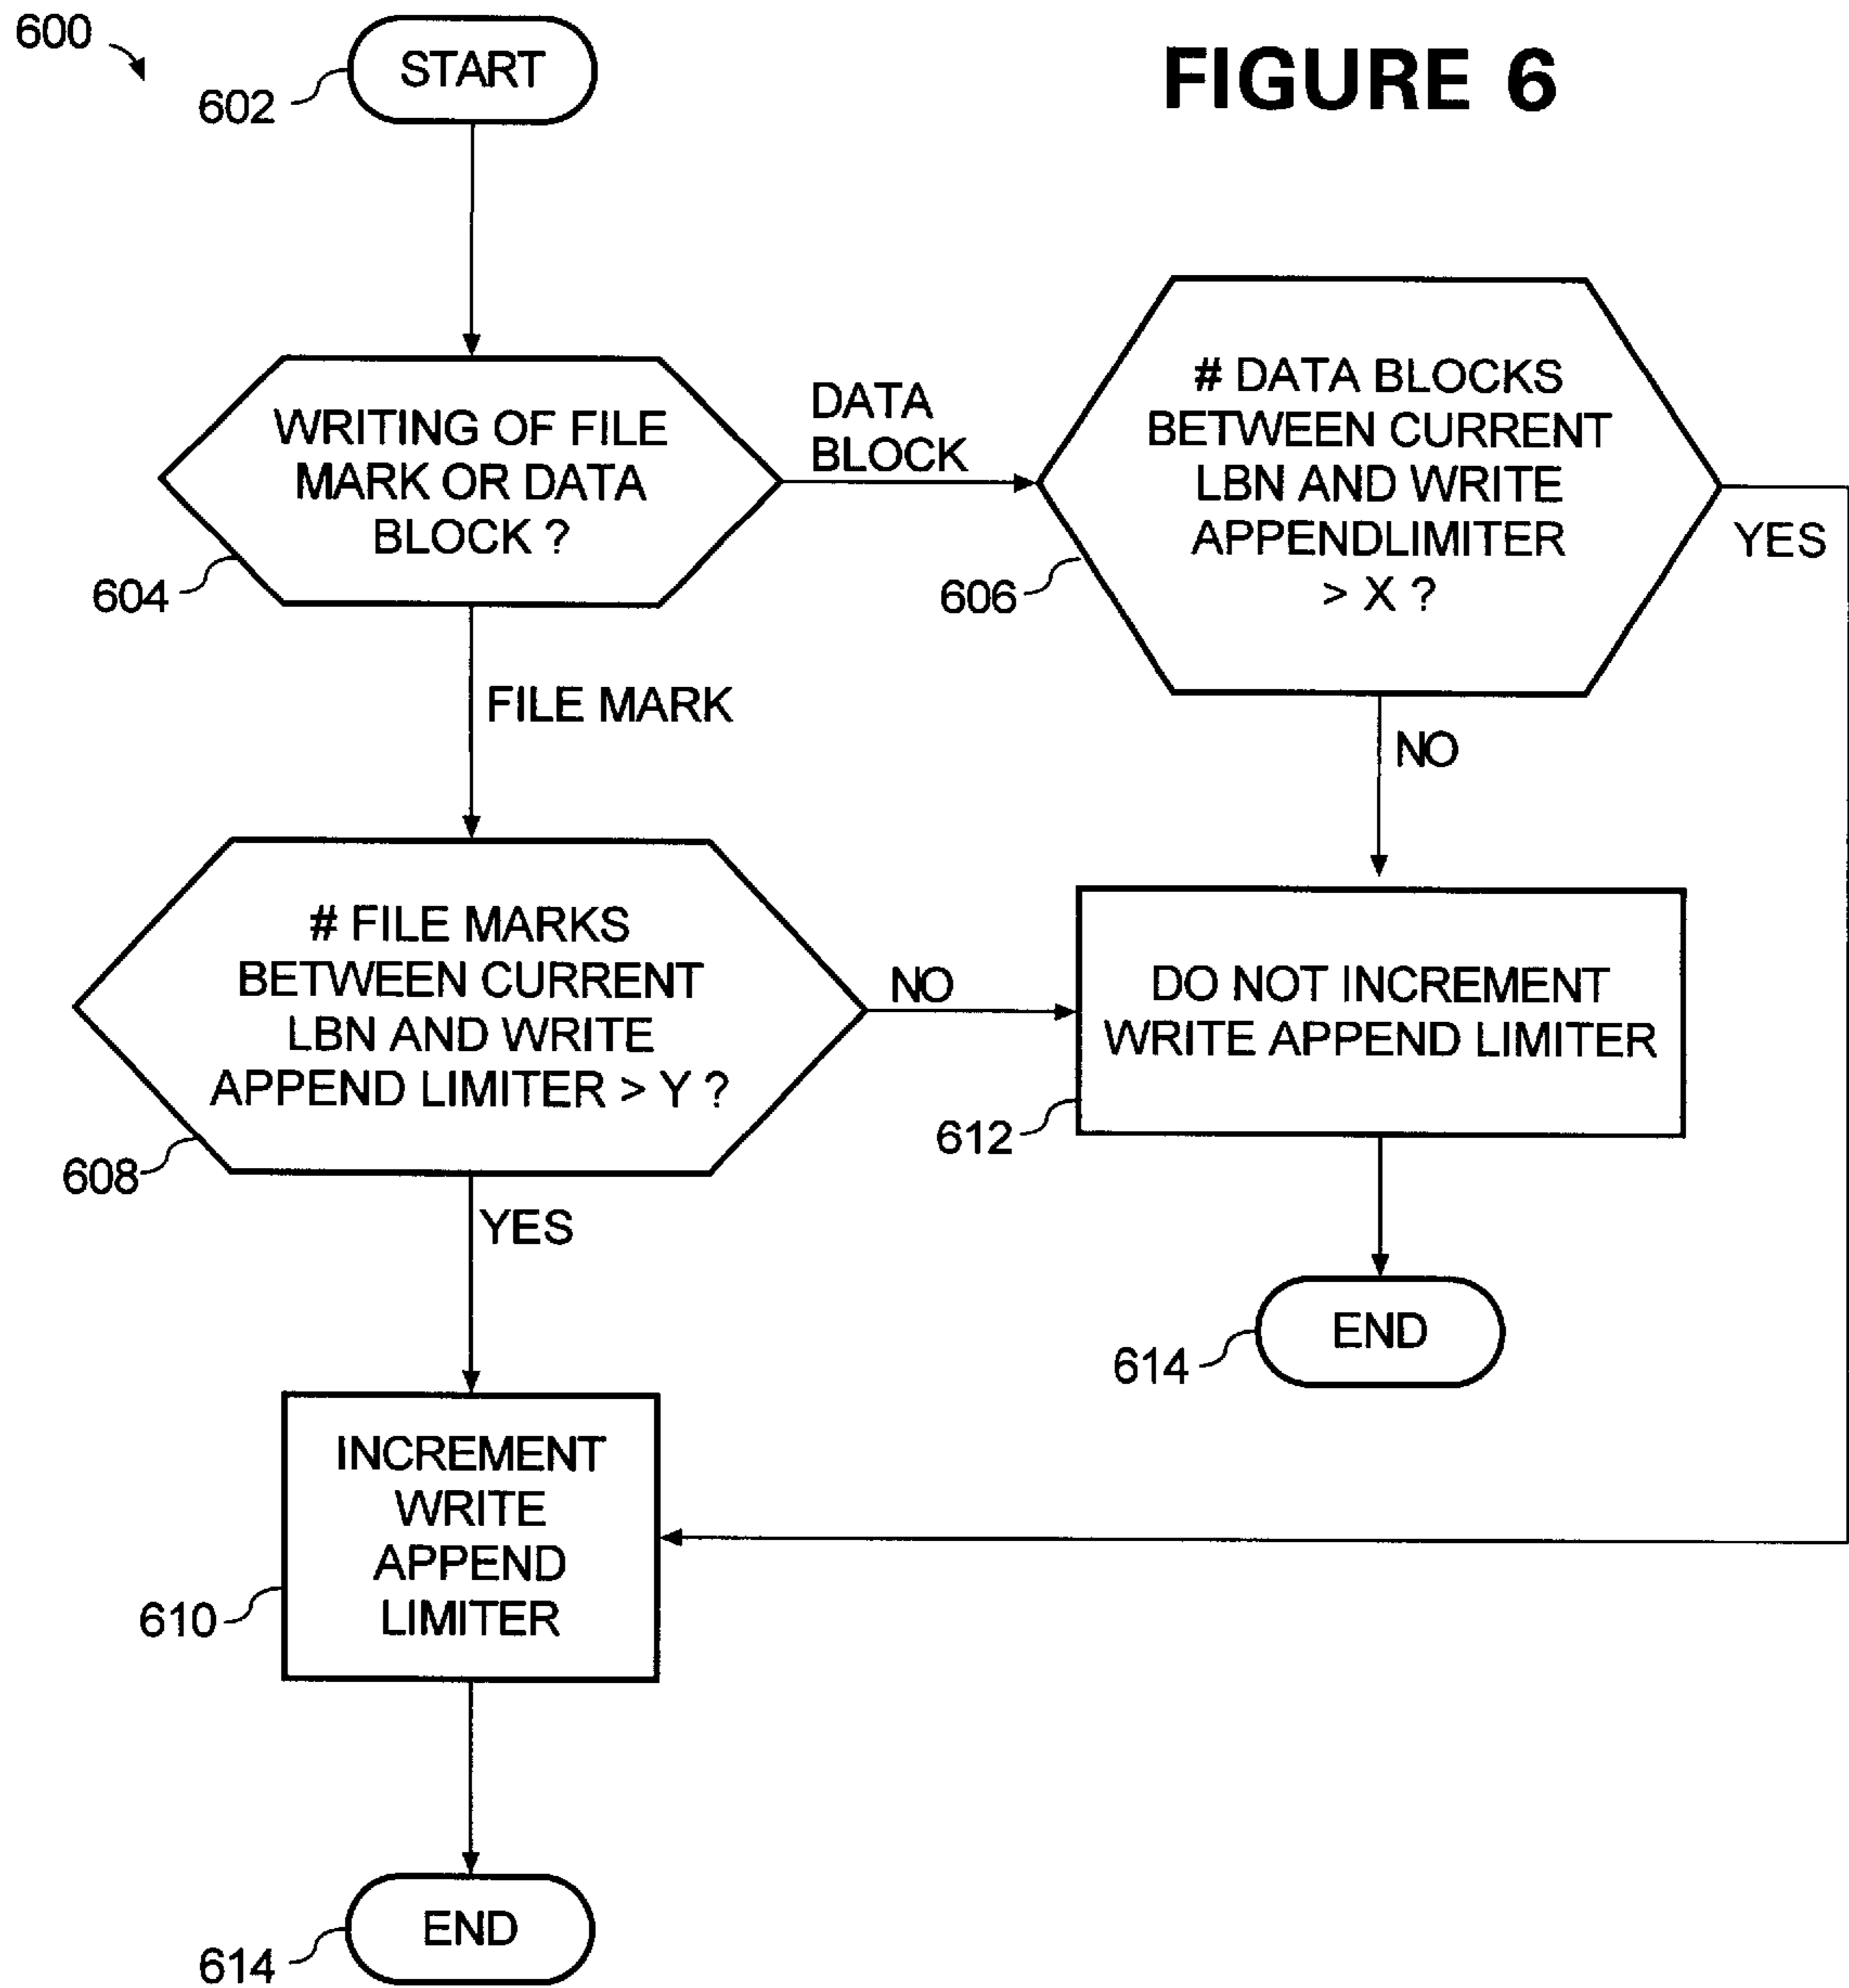 600
START
FIGURE 6
602
WRITING OF FILE
MARK OR DATA
BLOCK ?
604
DATA
BLOCK
# DATA BLOCKS
BETWEEN CURRENT
LBN AND WRITE
APPENDLIMITER
> X ?
606
YES
FILE MARK
NO
# FILE MARKS
BETWEEN CURRENT
LBN AND WRITE
APPEND LIMITER > Y ?
608
NO
DO NOT INCREMENT
WRITE APPEND LIMITER
612
YES
END
614
INCREMENT
WRITE
APPEND
LIMITER
610
END
614